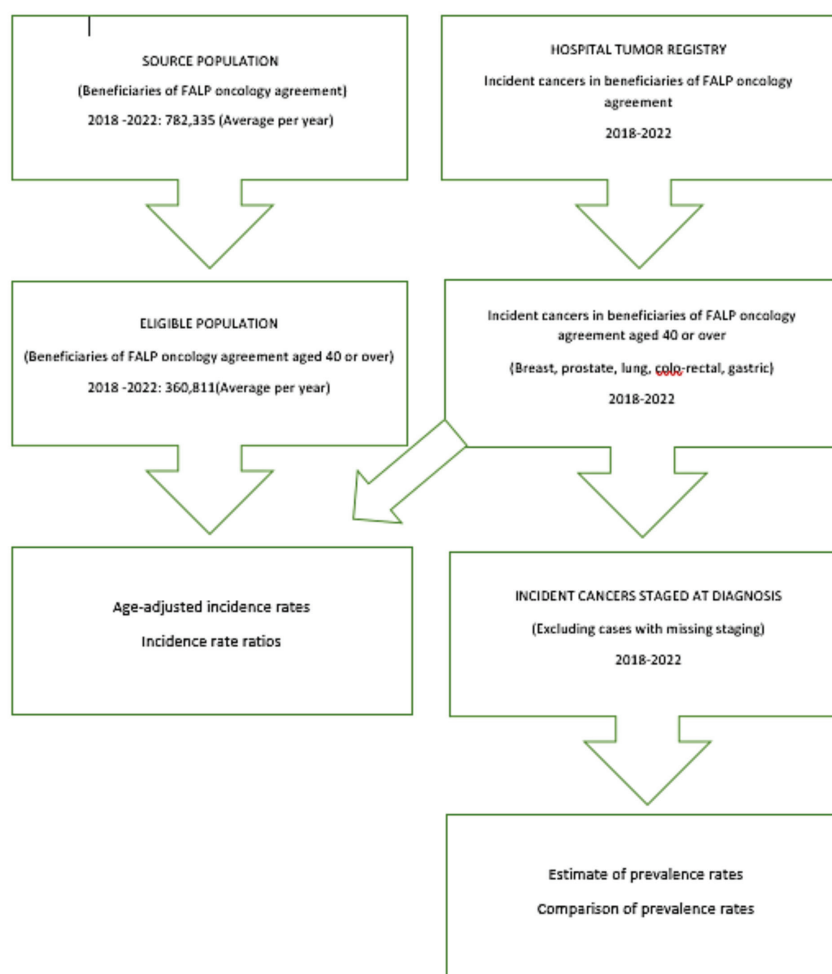 SOURCE POPULATION
(Beneficiaries of FALP oncology agreement)
2018 -2022: 782,335 (Average per year)
HOSPITAL TUMOR REGISTRY
Incident cancers in beneficiaries of FALP oncology
agreement
2018-2022
ELIGIBLE POPULATION
(Beneficiaries of FALP oncology agreement aged 40 or over)
2018 -2022: 360,811(Average per year)
Incident cancers in beneficiaries of FALP oncology
agreement aged 40 or over
(Breast, prostate, lung, colo-rectal, gastric)
2018-2022
Age-adjusted incidence rates
Incidence rate ratios
INCIDENT CANCERS STAGED AT DIAGNOSIS
(Excluding cases with missing staging)
2018-2022
Estimate of prevalence rates
Comparison of prevalence rates